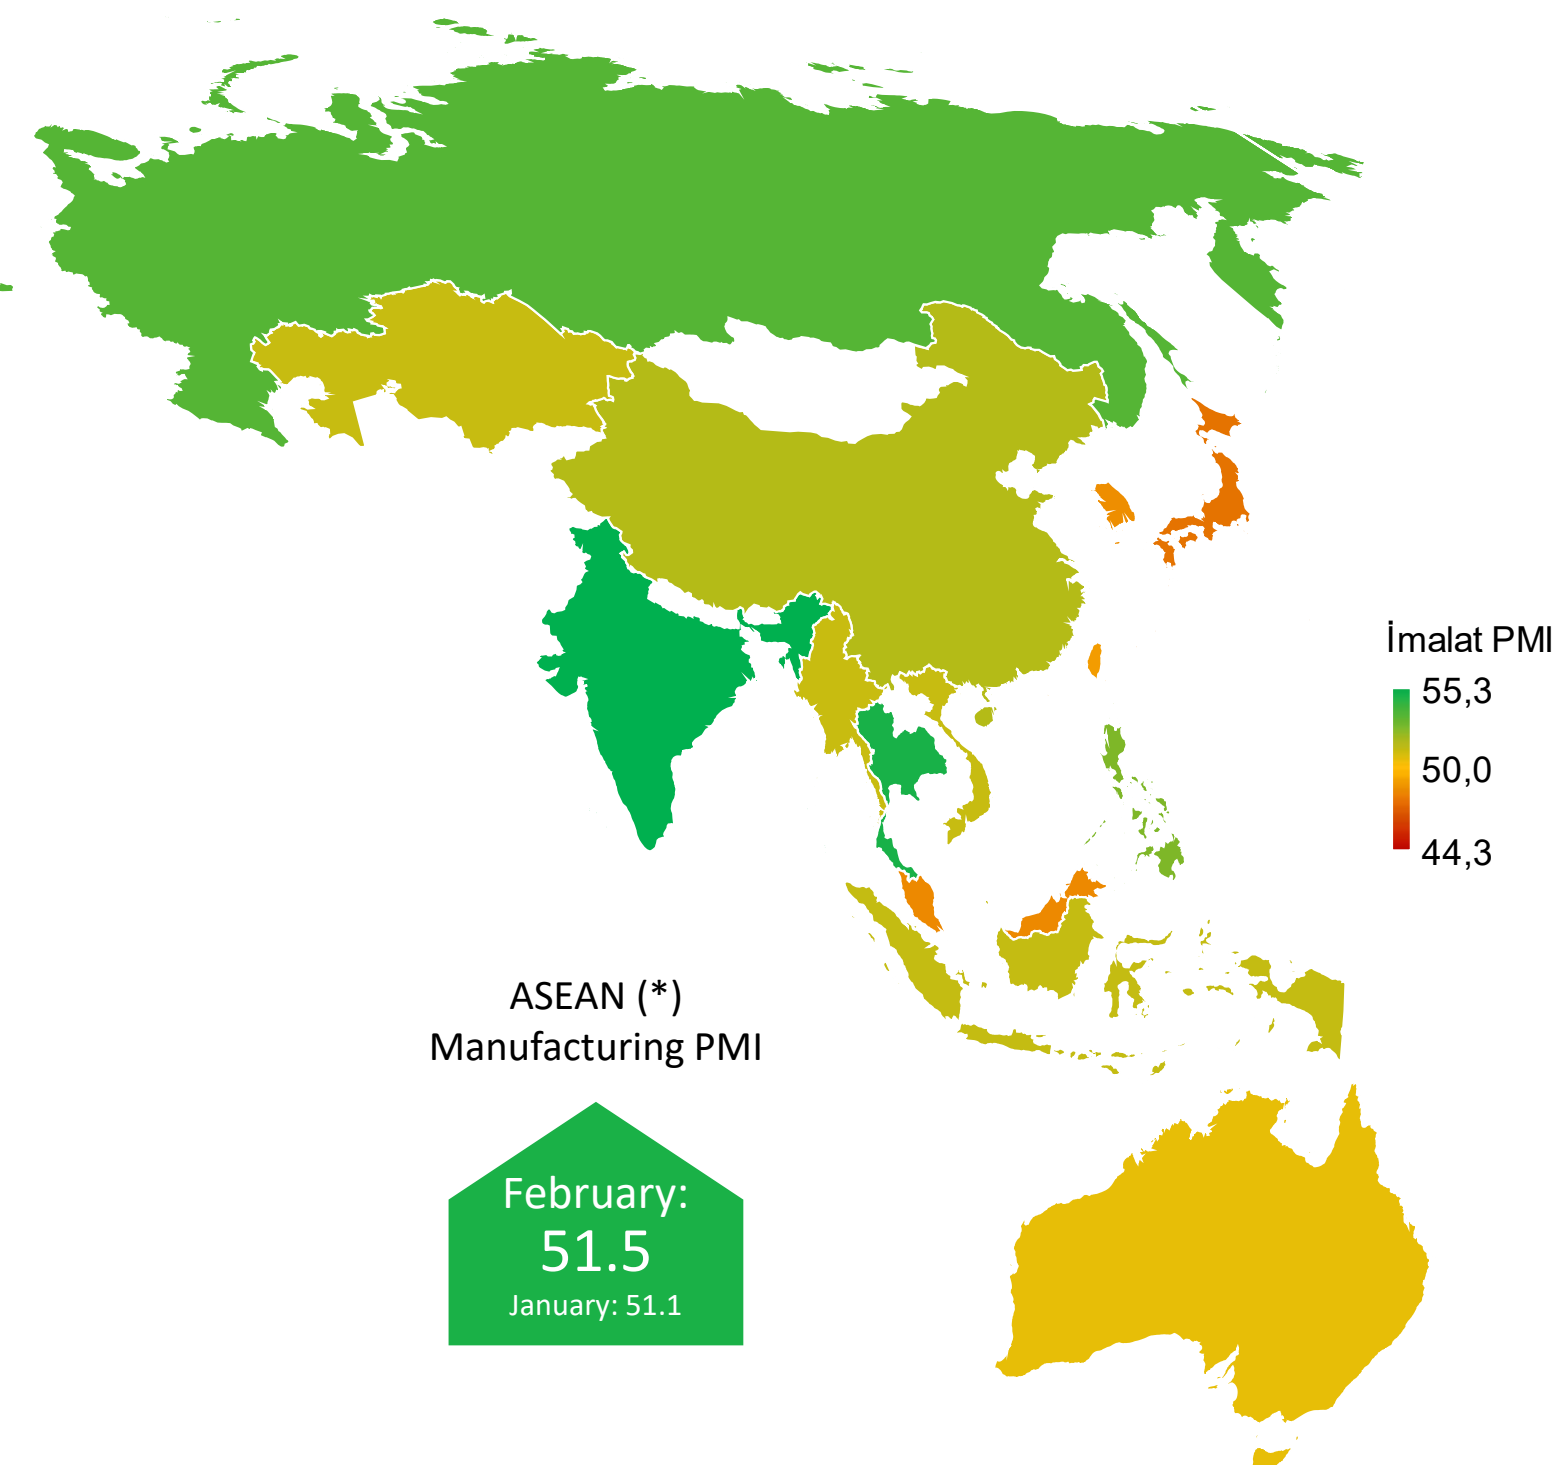 İmalat PMI
55,3
50,0
44,3
ASEAN (*)
Manufacturing PMI
February:
51.5
January: 51.1